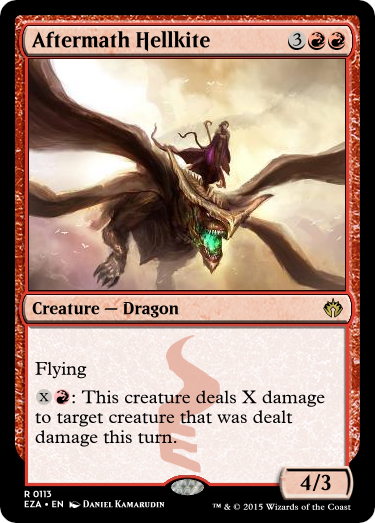 Aftermath Hellkite 3
Creature — Dragon
Flying
X: This creature deals X damage
to target creature that was dealt
damage this turn.
4/3
R 0113
EZA • EN Daniel Kamarudin
™ & © 2015 Wizards of the Coast